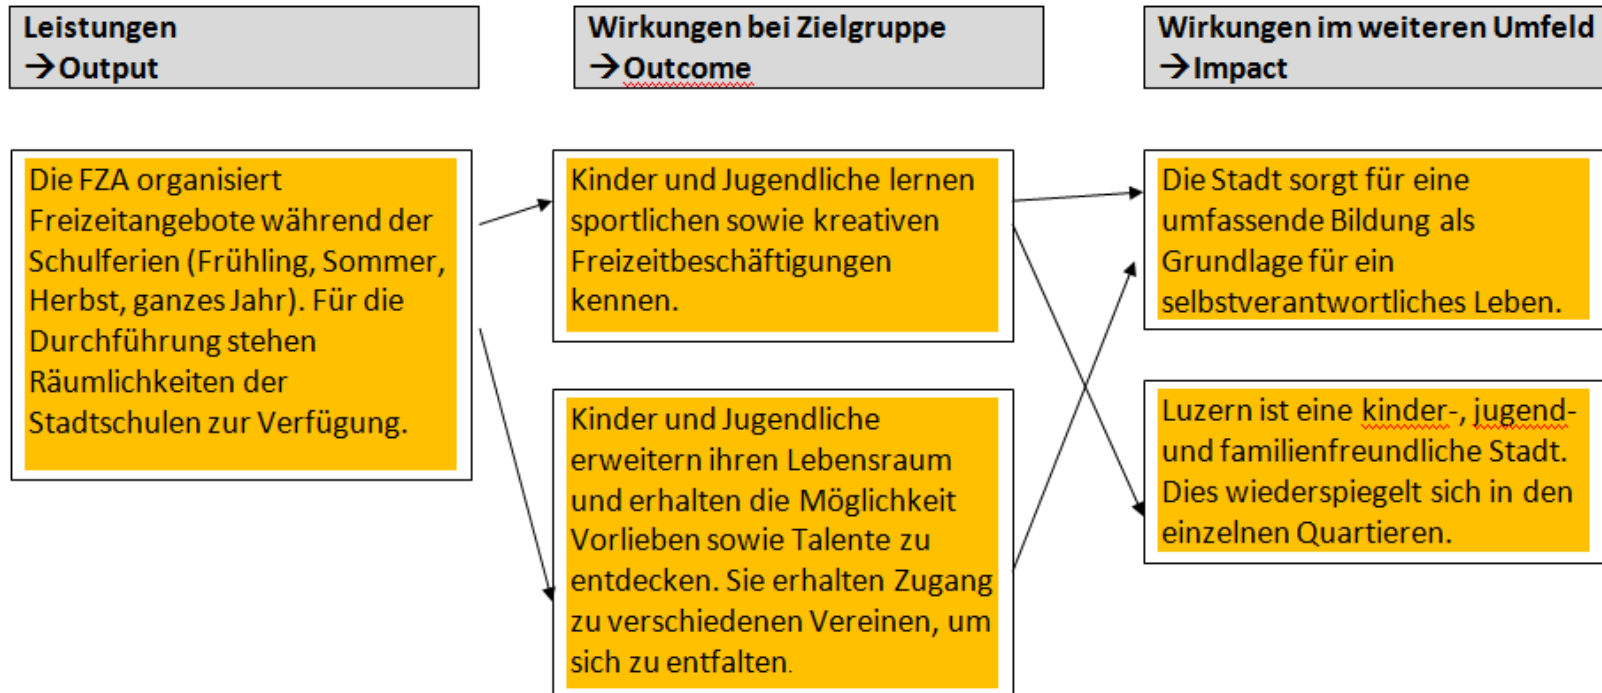 Leistungen
→Output
Wirkungen bei Zielgruppe
→Outcome
Wirkungen im weiteren Umfeld
→Impact
Die FZA organisiert
Freizeitangebote während der
Schulferien (Frühling, Sommer,
Herbst, ganzes Jahr). Für die
Durchführung stehen
Räumlichkeiten der
Stadtschulen zur Verfügung.
Kinder und Jugendliche lernen
sportlichen sowie kreativen
Freizeitbeschäftigungen
kennen.
Kinder und Jugendliche
erweitern ihren Lebensraum
und erhalten die Möglichkeit
Vorlieben sowie Talente zu
entdecken. Sie erhalten Zugang
zu verschiedenen Vereinen, um
sich zu entfalten.
Die Stadt sorgt für eine
umfassende Bildung als
Grundlage für ein
selbstverantwortliches Leben.
Luzern ist eine kinder-, jugend-
und familienfreundliche Stadt.
Dies wiederspiegelt sich in den
einzelnen Quartieren.